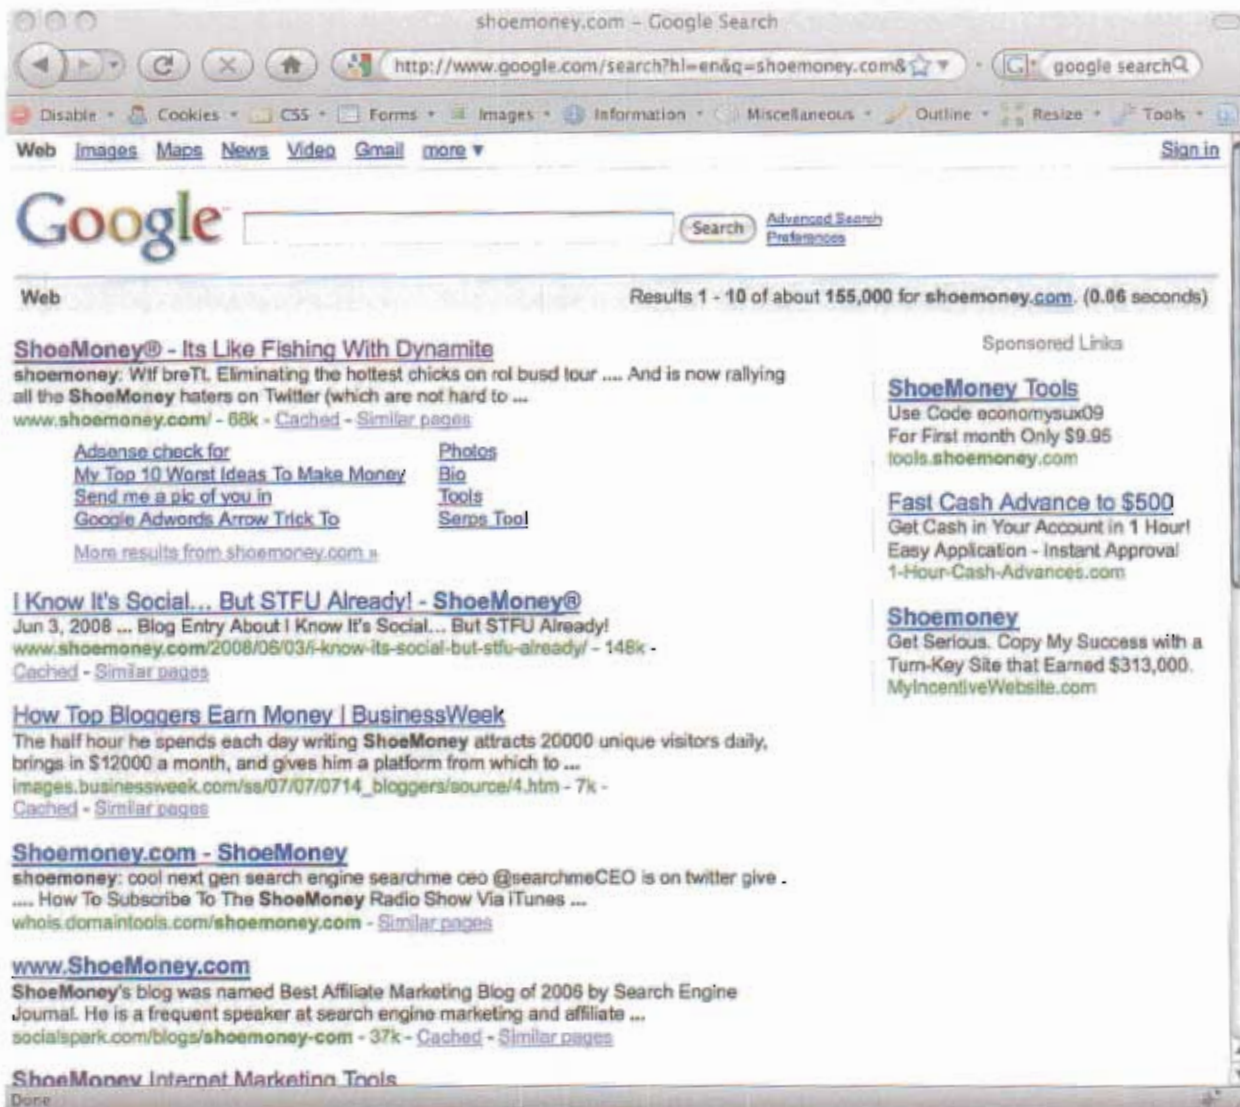 shoemoney.com – Google Search
http://www.google.com/search?hl=en&q=shoemoney.com&
google search
Disable Cookies CSS Forms Images Information Miscellaneous Outline Resize Tools
Web Images Maps News Video Gmail more ▼ Sign in
Google Search Advanced Search
Preferences
Web Results 1 - 10 of about 155,000 for shoemoney.com. (0.06 seconds)
ShoeMoney® - Its Like Fishing With Dynamite
shoemoney: Wtf breTt. Eliminating the hottest chicks on rol busd tour .... And is now rallying
all the ShoeMoney haters on Twitter (which are not hard to ...
www.shoemoney.com/ - 68k - Cached - Similar pages
Adsense check for Photos
My Top 10 Worst Ideas To Make Money Bio
Send me a pic of you in Tools
Google Adwords Arrow Trick To Serps Tool
More results from shoemoney.com »
I Know It's Social... But STFU Already! - ShoeMoney®
Jun 3, 2008 ... Blog Entry About I Know It's Social... But STFU Already!
www.shoemoney.com/2008/06/03/i-know-its-social-but-stfu-already/ - 146k -
Cached - Similar pages
How Top Bloggers Earn Money | BusinessWeek
The half hour he spends each day writing ShoeMoney attracts 20000 unique visitors daily,
brings in $12000 a month, and gives him a platform from which to ...
images.businessweek.com/ss/07/07/0714_bloggers/source/4.htm - 7k -
Cached - Similar pages
Shoemoney.com - ShoeMoney
shoemoney: cool next gen search engine searchme ceo @searchmeCEO is on twitter give .
.... How To Subscribe To The ShoeMoney Radio Show Via iTunes ...
whois.domaintools.com/shoemoney.com - Similar pages
www.ShoeMoney.com
ShoeMoney's blog was named Best Affiliate Marketing Blog of 2006 by Search Engine
Journal. He is a frequent speaker at search engine marketing and affiliate ...
socialspark.com/blogs/shoemoney-com - 37k - Cached - Similar pages
ShoeMoney Internet Marketing Tools
Sponsored Links
ShoeMoney Tools
Use Code economysux09
For First month Only $9.95
tools.shoemoney.com
Fast Cash Advance to $500
Get Cash in Your Account in 1 Hour!
Easy Application - Instant Approval
1-Hour-Cash-Advances.com
Shoemoney
Get Serious. Copy My Success with a
Turn-Key Site that Earned $313,000.
MyIncentiveWebsite.com
Done